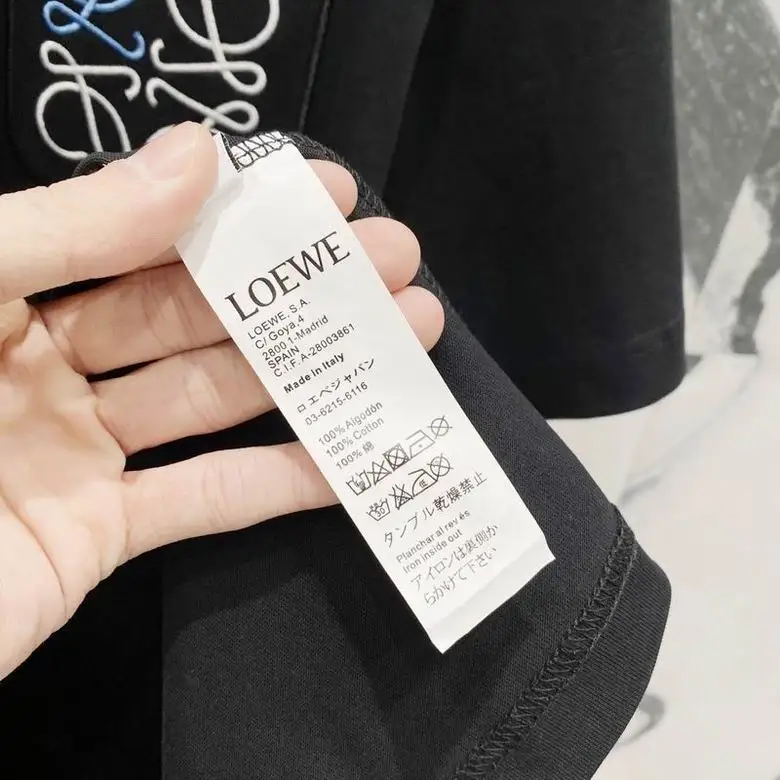 LOEWE
LOEWE, S.A.
C/ Goya,4
2800 1-Madrid
SPAIN
C.I.F.A-28003861
Made In Italy
ロエベジャパン
03-6215-6116
100% Algodón
100% Cotton
100% 綿
タンブル乾燥禁止
Planchar al revés
Iron inside out
アイロンは裏側か
らかけて下さい